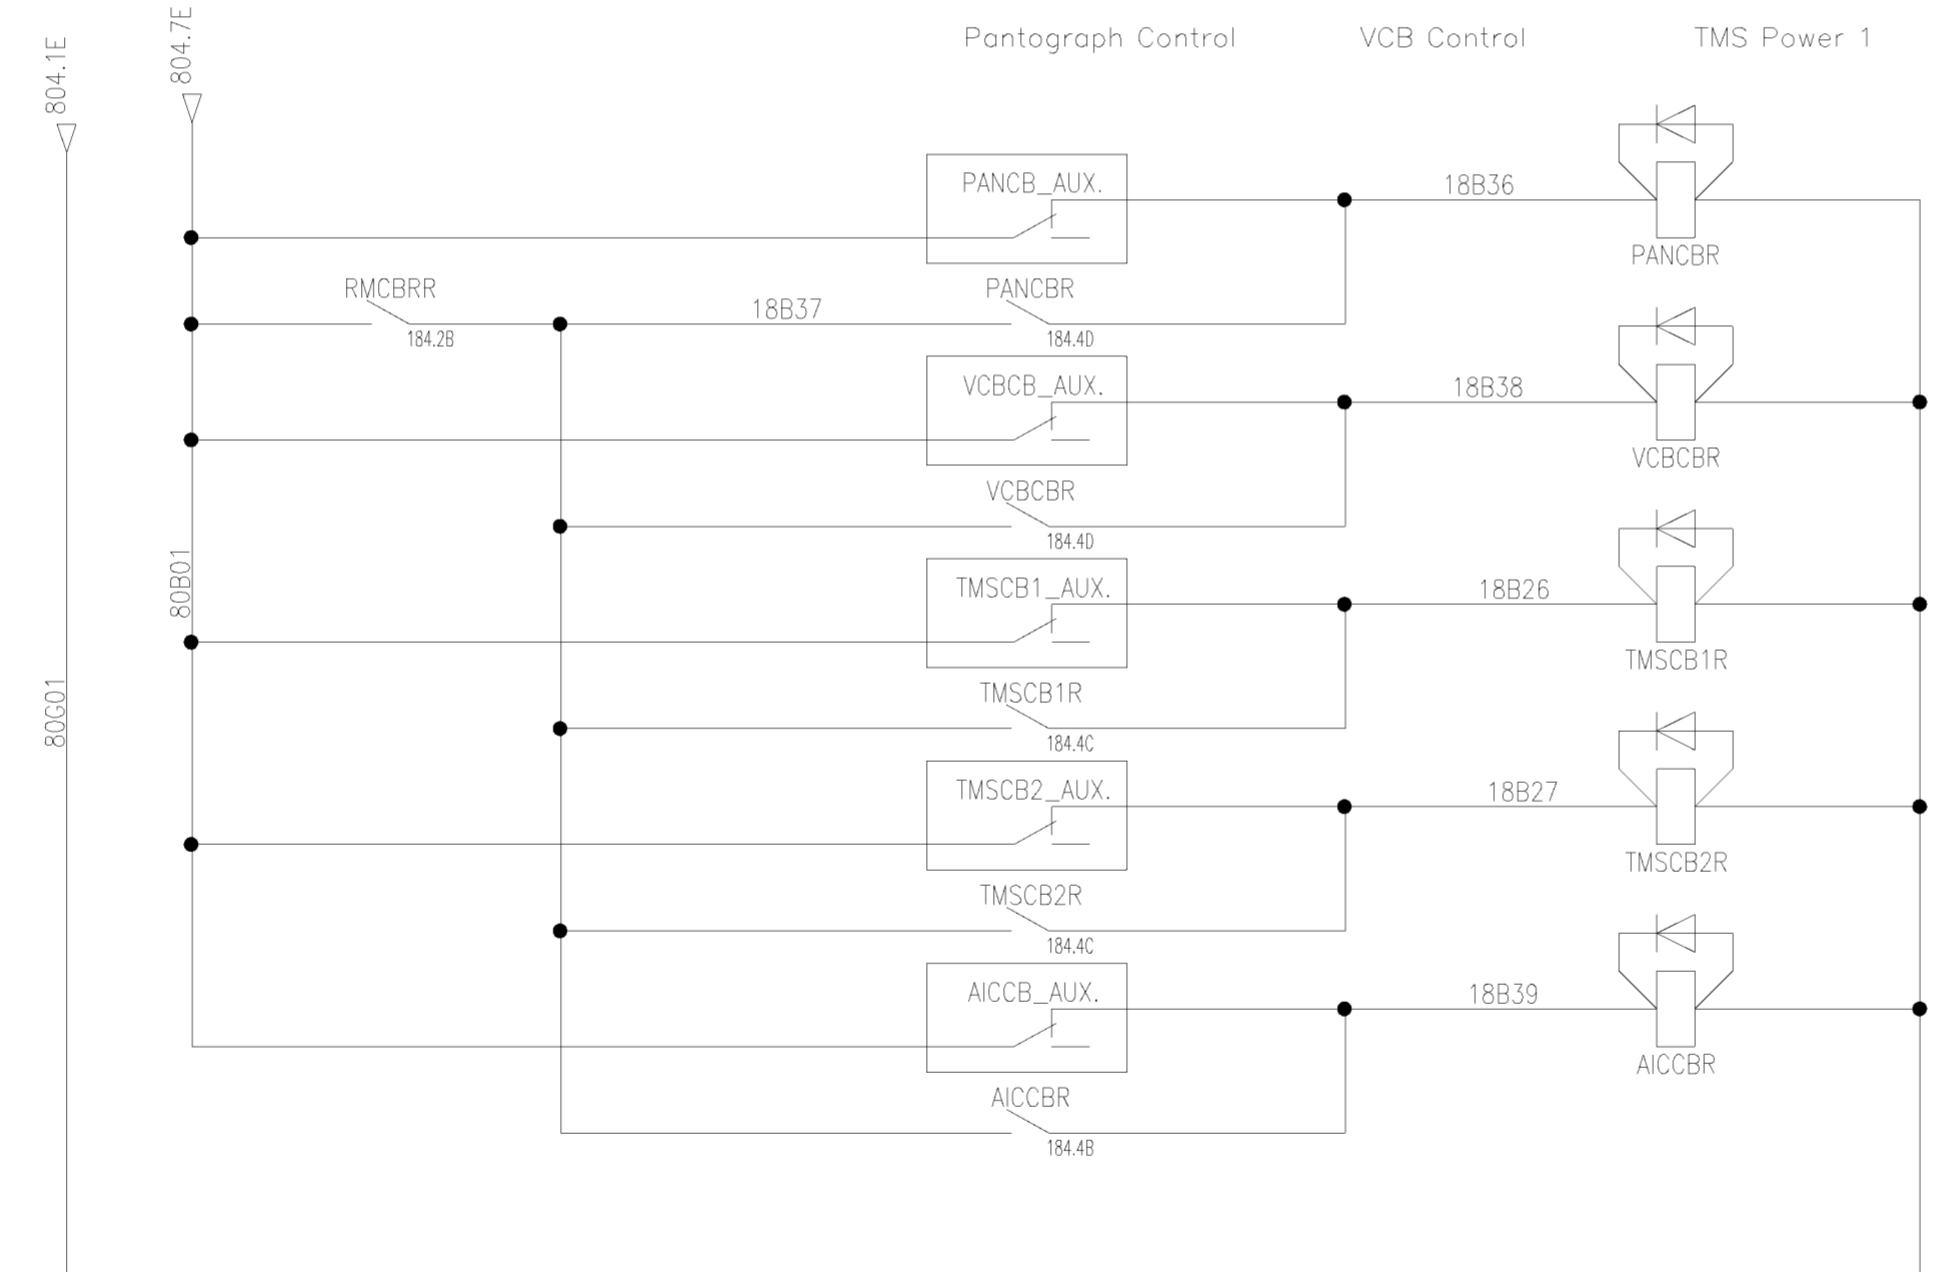 804.1E
804.7E
Pantograph Control
VCB Control
TMS Power 1
PANCB_AUX.
18B36
PANCBR
RMCBRR
184.2B
18B37
PANCBR
184.4D
VCBCB_AUX.
18B38
VCBCBR
VCBCBR
184.4D
80B01
TMSCB1_AUX.
18B26
TMSCB1R
80G01
TMSCB1R
184.4C
TMSCB2_AUX.
18B27
TMSCB2R
TMSCB2R
184.4C
AICCB_AUX.
18B39
AICCBR
AICCBR
184.4B